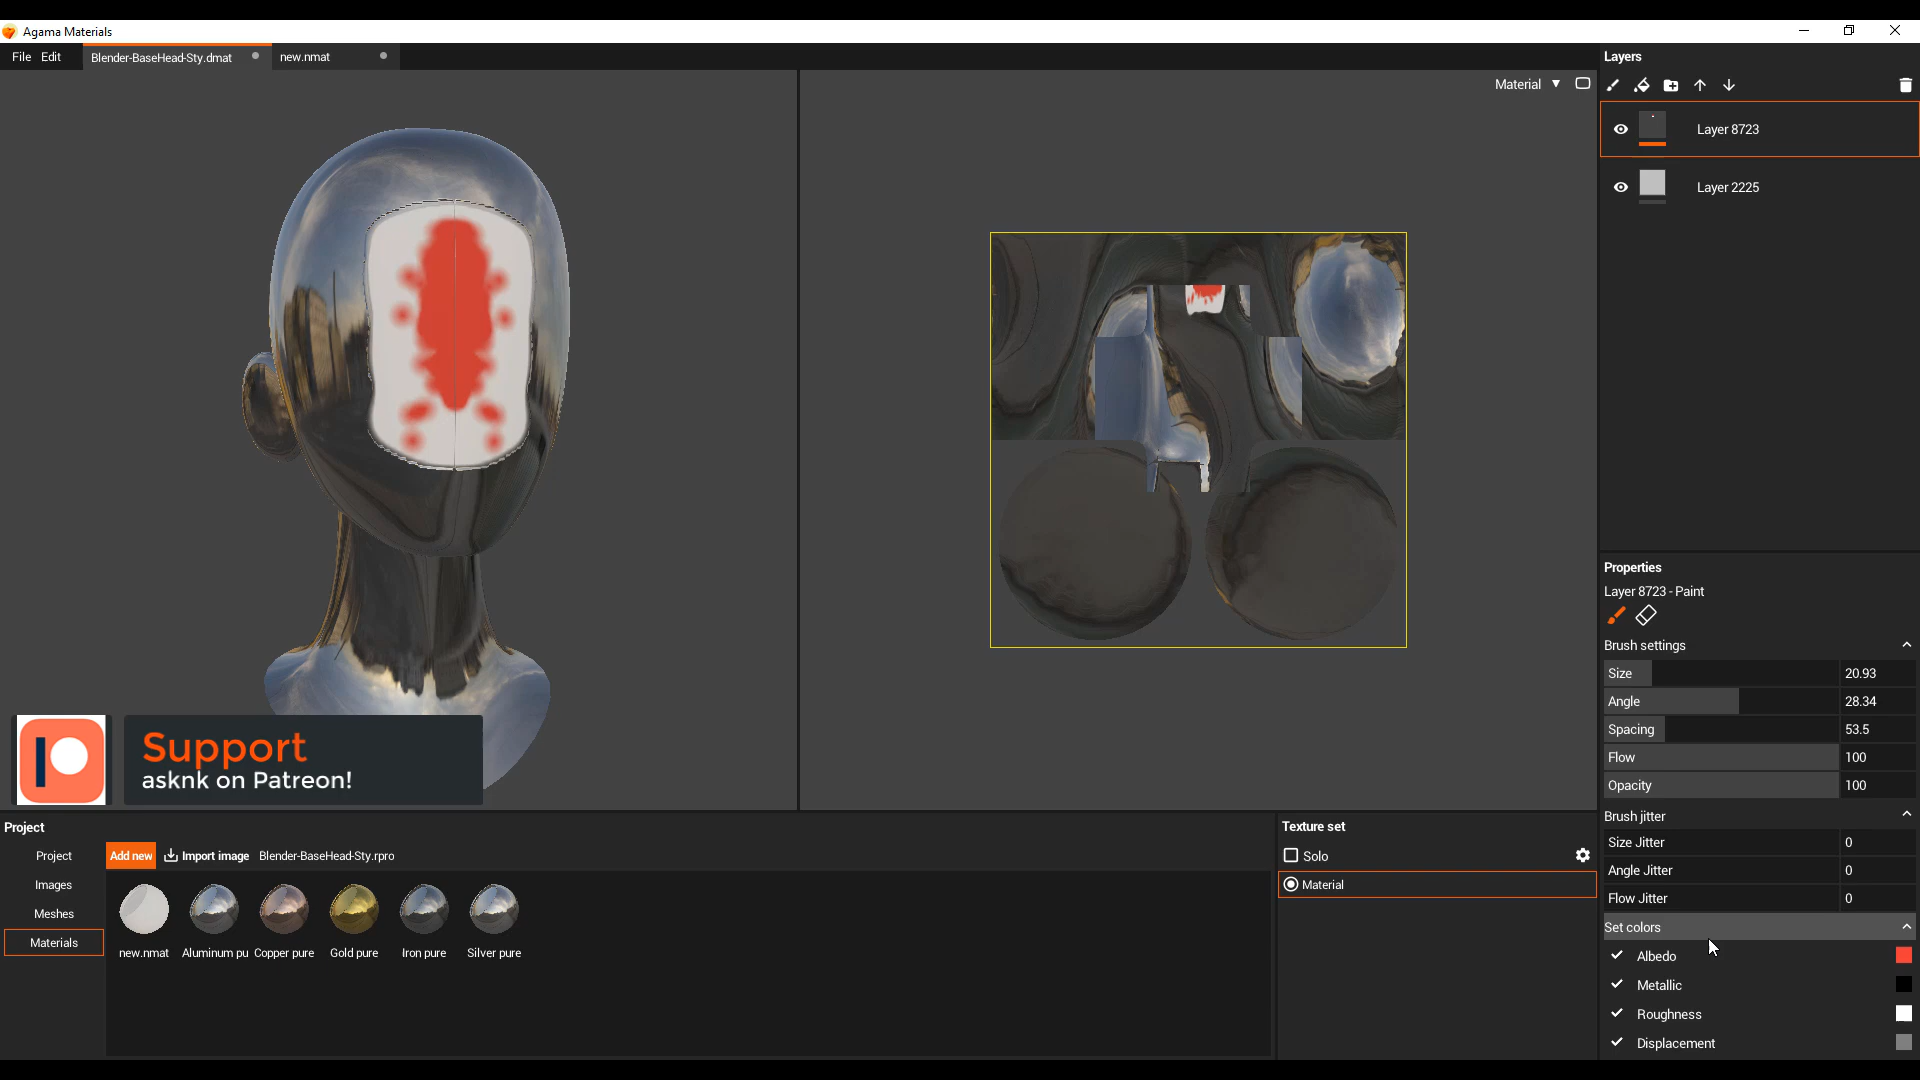 Agama Materials
File Edit Blender-BaseHead-Sty.dmat new.nmat
Material
Layers
Layer 8723
Layer 2225
Properties
Layer 8723 - Paint
Brush settings
Size 20.93
Angle 28.34
Spacing 53.5
Flow 100
Opacity 100
Brush jitter
Size Jitter 0
Angle Jitter 0
Flow Jitter 0
Set colors
Albedo
Metallic
Roughness
Displacement
Support
asknk on Patreon!
Project
Project
Images
Meshes
Materials
Add new Import image Blender-BaseHead-Sty.rpro
new.nmat Aluminum pu Copper pure Gold pure Iron pure Silver pure
Texture set
Solo
Material